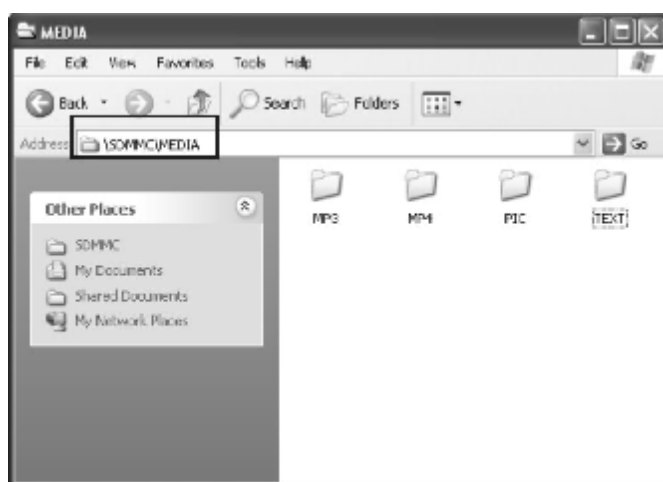 MEDIA
File Edit View Favorites Tools Help
Back Search Folders
Address \SDMMC\MEDIA Go
Other Places
SDMMC
My Documents
Shared Documents
My Network Places
MP3 MP4 PIC TEXT